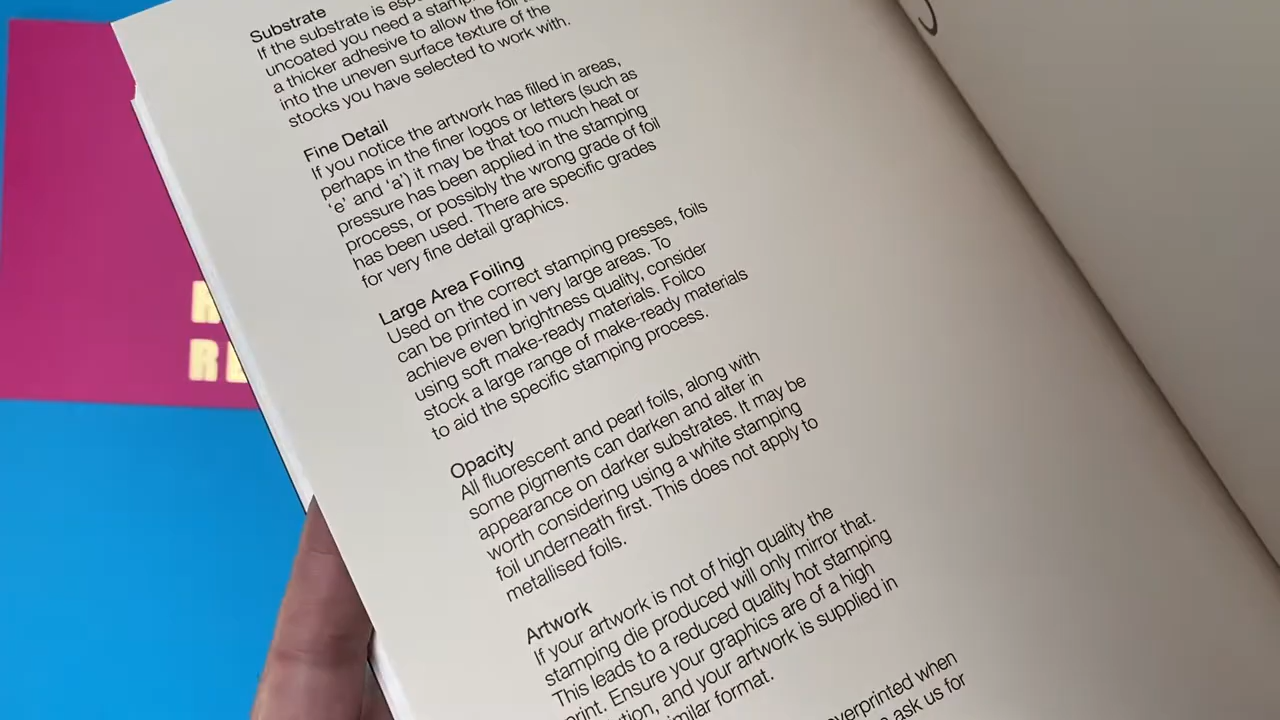 Substrate
If the substrate is
uncoated you need a
a thicker adhesive to allow the
into the uneven surface texture of the
stocks you have selected to work with.
Fine Detail
If you notice the artwork has filled in areas,
perhaps in the finer logos or letters (such as
‘e’ and ‘a’) it may be that too much heat or
pressure has been applied in the stamping
process, or possibly the wrong grade of foil
has been used. There are specific grades
for very fine detail graphics.
Large Area Foiling
Used on the correct stamping presses, foils
can be printed in very large areas. To
achieve even brightness quality, consider
using soft make-ready materials. Foilco
stock a large range of make-ready materials
to aid the specific stamping process.
Opacity
All fluorescent and pearl foils, along with
some pigments can darken and alter in
appearance on darker substrates. It may be
worth considering using a white stamping
foil underneath first. This does not apply to
metallised foils.
Artwork
If your artwork is not of high quality the
stamping die produced will only mirror that.
This leads to a reduced quality hot stamping
print. Ensure your graphics are of a high
and your artwork is supplied in
format.
overprinted when
ask us for